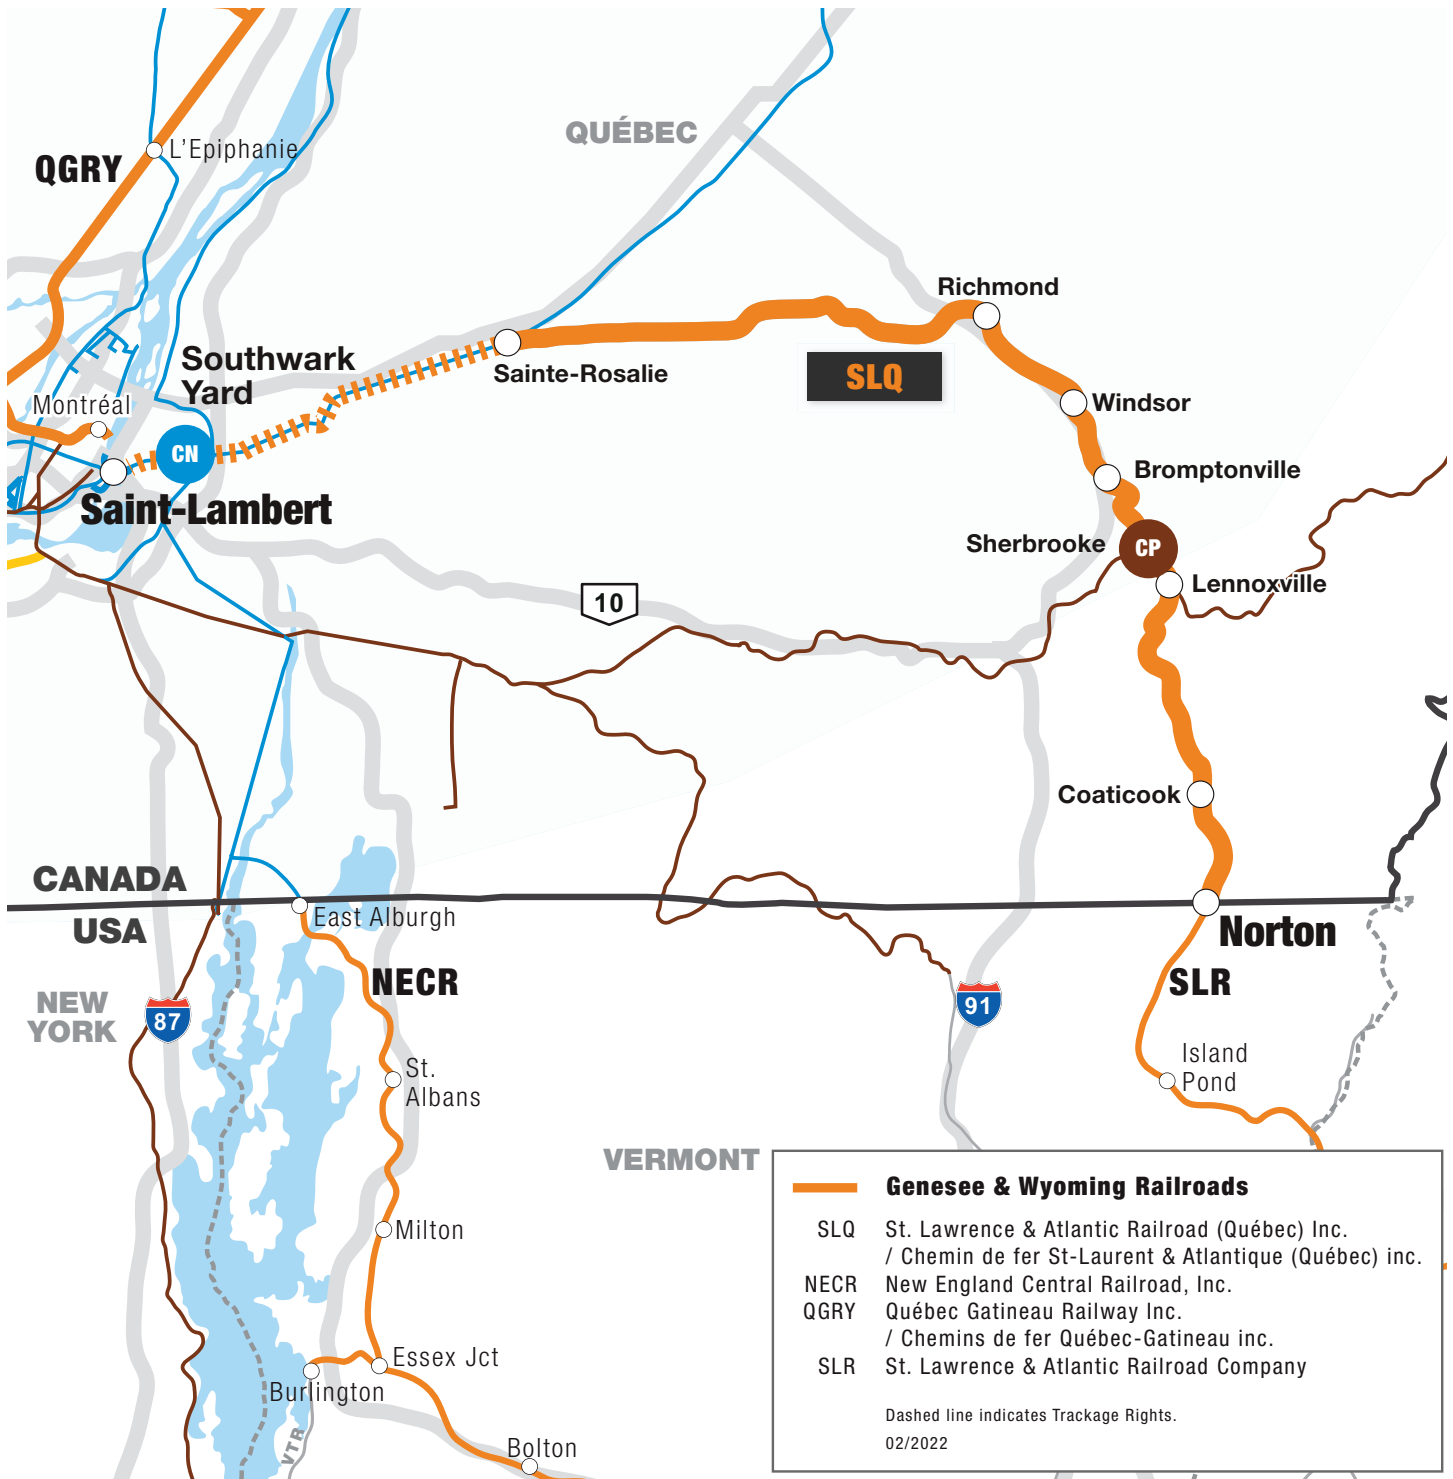 QUÉBEC
L'Epiphanie
QGRY
Richmond
Southwark
Yard
Sainte-Rosalie
SLQ
Montréal
Windsor
CN
Bromptonville
Saint-Lambert
Sherbrooke
CP
Lennoxville
10
Coaticook
CANADA
USA
East Alburgh
Norton
NECR
SLR
NEW
YORK
87
91
Island
Pond
St.
Albans
VERMONT
Milton
Essex Jct
Burlington
VTR
Bolton
Genesee & Wyoming Railroads
SLQ St. Lawrence & Atlantic Railroad (Québec) Inc.
/ Chemin de fer St-Laurent & Atlantique (Québec) inc.
NECR New England Central Railroad, Inc.
QGRY Québec Gatineau Railway Inc.
/ Chemins de fer Québec-Gatineau inc.
SLR St. Lawrence & Atlantic Railroad Company
Dashed line indicates Trackage Rights.
02/2022